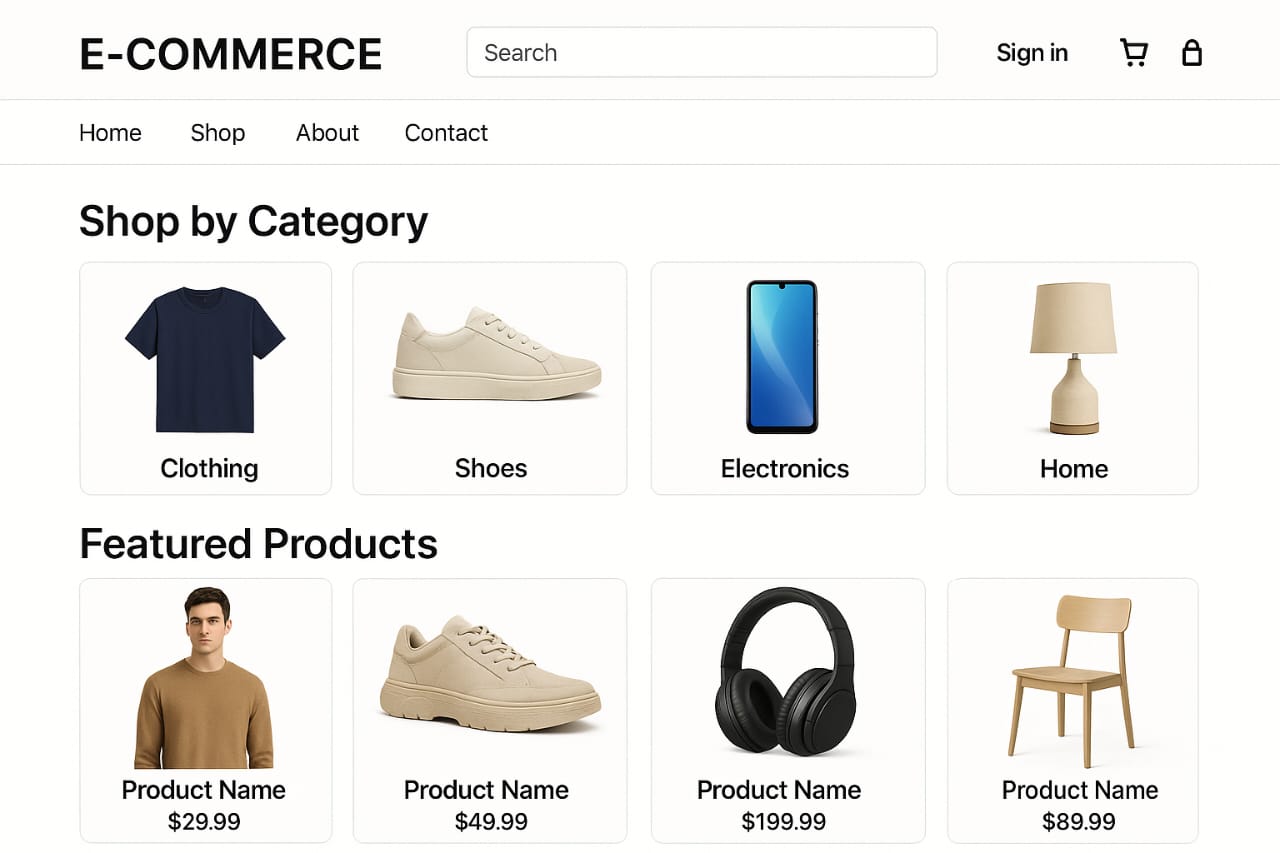 E-COMMERCE
Search
Sign in
Home
Shop
About
Contact
Shop by Category
Clothing
Shoes
Electronics
Home
Featured Products
Product Name
$29.99
Product Name
$49.99
Product Name
$199.99
Product Name
$89.99